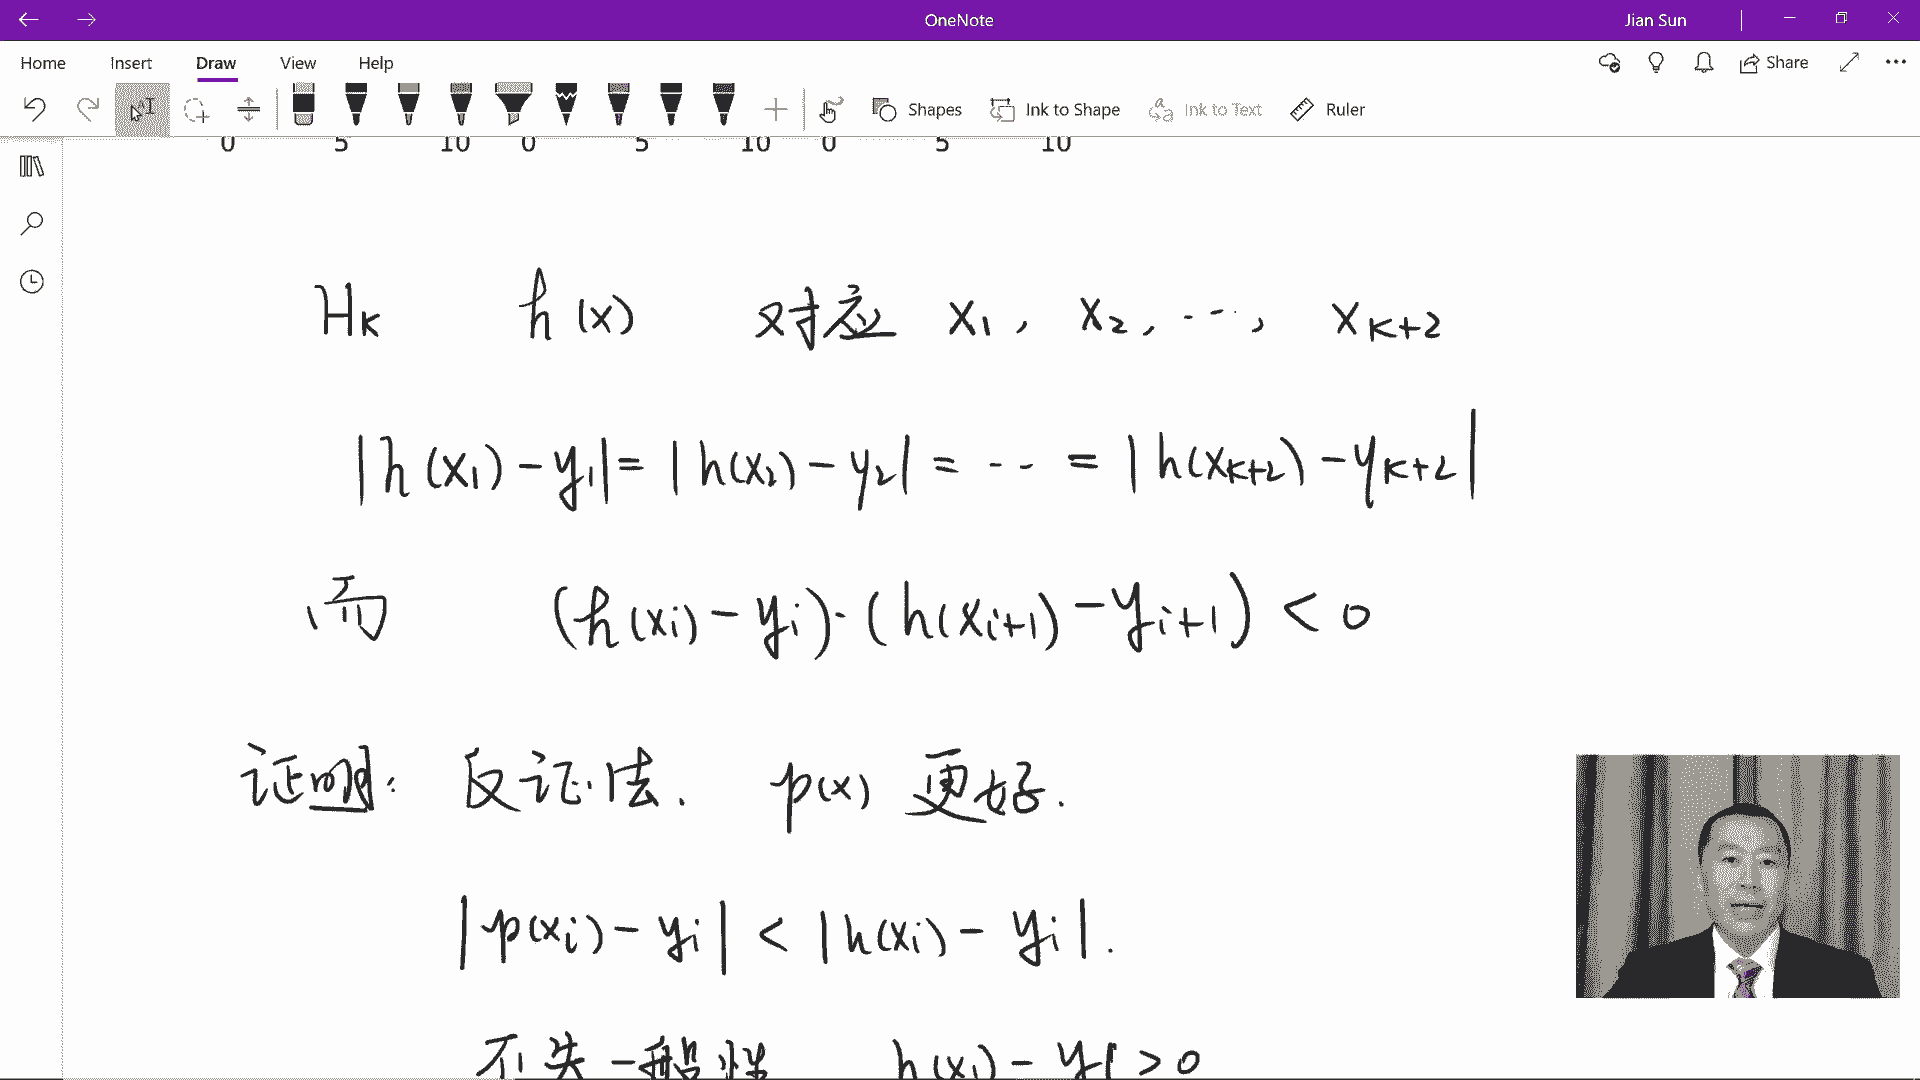 OneNote
Jian Sun
Home Insert Draw View Help
Share
Shapes Ink to Shape Ink to Text Ruler
0 5 10 0 5 10 0 5 10
H_K h(x) 对应 x_1, x_2, …, x_{K+2}
|h(x_1) - y_1| = |h(x_2) - y_2| = ·· = |h(x_{K+2}) - y_{K+2}|
而 (h(x_i) - y_i)·(h(x_{i+1}) - y_{i+1}) < 0
证明: 反证法. p(x) 更好.
|p(x_i) - y_i| < |h(x_i) - y_i|.
不失一般性 h(x_1) - y_1 > 0